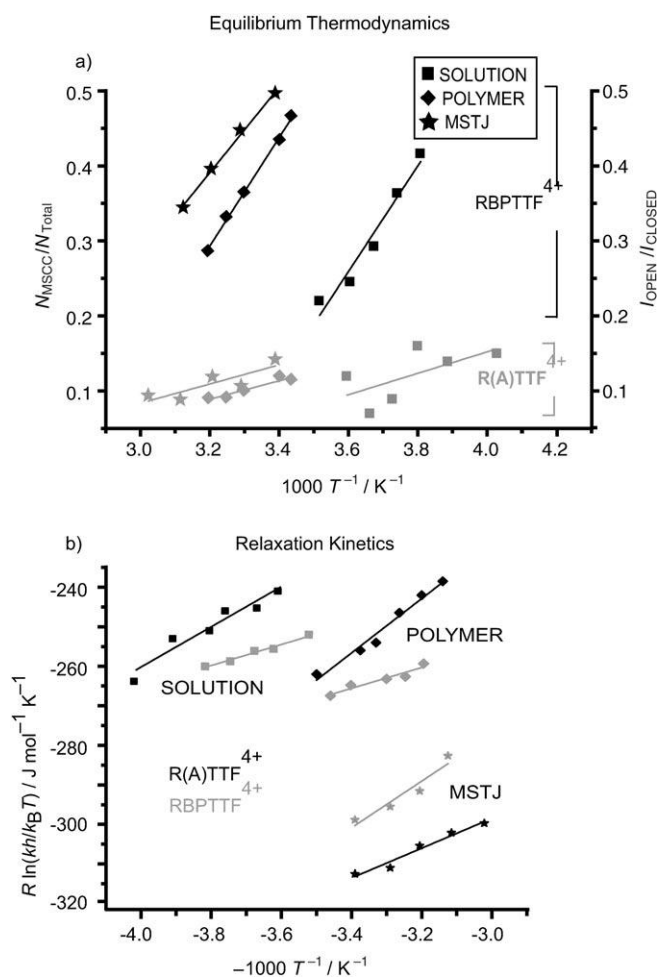 Equilibrium Thermodynamics
a)
SOLUTION
POLYMER
MSTJ
0.5
0.4
0.3
0.2
0.1
N_MSCC/N_Total
0.5
0.4
0.3
0.2
0.1
I_OPEN/I_CLOSED
RBPTTF⁴⁺
R(A)TTF⁴⁺
3.0 3.2 3.4 3.6 3.8 4.0 4.2
1000 T⁻¹ / K⁻¹
b) Relaxation Kinetics
-240
-260
-280
-300
-320
R ln(kh/k_BT) / J mol⁻¹ K⁻¹
POLYMER
SOLUTION
R(A)TTF⁴⁺
RBPTTF⁴⁺
MSTJ
-4.0 -3.8 -3.6 -3.4 -3.2 -3.0
−1000 T⁻¹ / K⁻¹